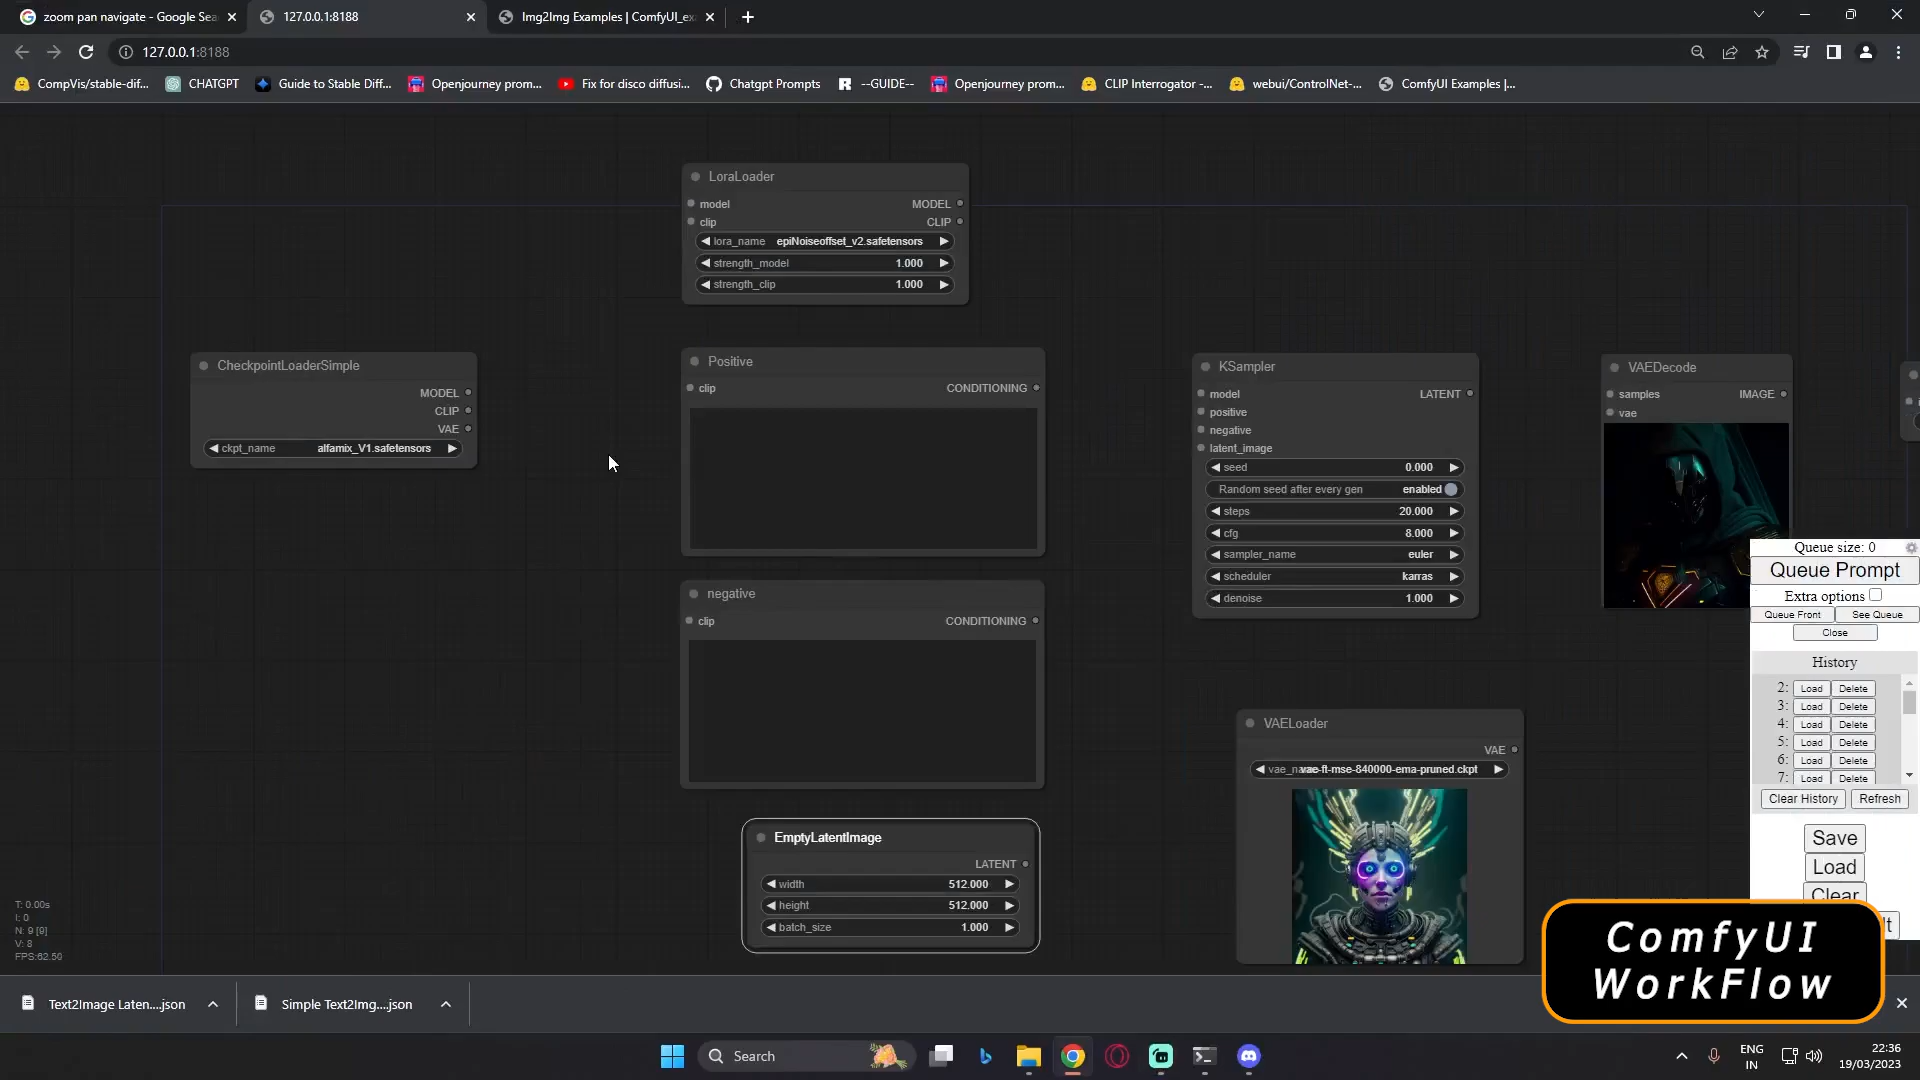 zoom pan navigate - Google Sea
127.0.0.1:8188
Img2Img Examples | ComfyUI_ex
127.0.0.1:8188
CompVis/stable-dif...
CHATGPT
Guide to Stable Diff...
Openjourney prom...
Fix for disco diffusi...
Chatgpt Prompts
--GUIDE--
Openjourney prom...
CLIP Interrogator -...
webui/ControlNet-...
ComfyUI Examples |...
LoraLoader
model MODEL
clip CLIP
lora_name epiNoiseoffset_v2.safetensors
strength_model 1.000
strength_clip 1.000
CheckpointLoaderSimple
MODEL
CLIP
VAE
ckpt_name alfamix_V1.safetensors
Positive
clip CONDITIONING
negative
clip CONDITIONING
EmptyLatentImage
LATENT
width 512.000
height 512.000
batch_size 1.000
KSampler
model LATENT
positive
negative
latent_image
seed 0.000
Random seed after every gen enabled
steps 20.000
cfg 8.000
sampler_name euler
scheduler karras
denoise 1.000
VAELoader
VAE
vae-ft-mse-840000-ema-pruned.ckpt
VAEDecode
samples IMAGE
vae
Queue size: 0
Queue Prompt
Extra options
Queue Front See Queue
Close
History
2: Load Delete
3: Load Delete
4: Load Delete
5: Load Delete
6: Load Delete
7: Load Delete
Clear History Refresh
Save
Load
Clear
T: 0.00s
I: 0
N: 9 [9]
V: 8
FPS:62.50
ComfyUI
WorkFlow
Text2Image Laten....json
Simple Text2Img....json
Search
ENG
IN
22:36
19/03/2023